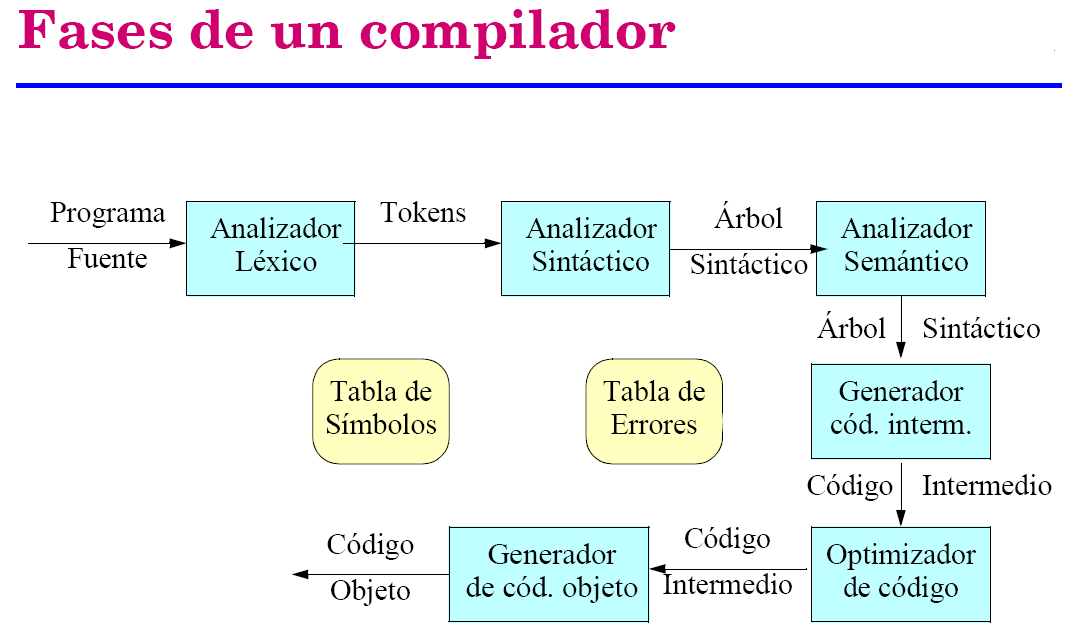 Fases de un compilador
Programa
Fuente
Analizador
Léxico
Tokens
Analizador
Sintáctico
Árbol
Sintáctico
Analizador
Semántico
Árbol Sintáctico
Tabla de
Símbolos
Tabla de
Errores
Generador
cód. interm.
Código Intermedio
Optimizador
de código
Código
Intermedio
Generador
de cód. objeto
Código
Objeto